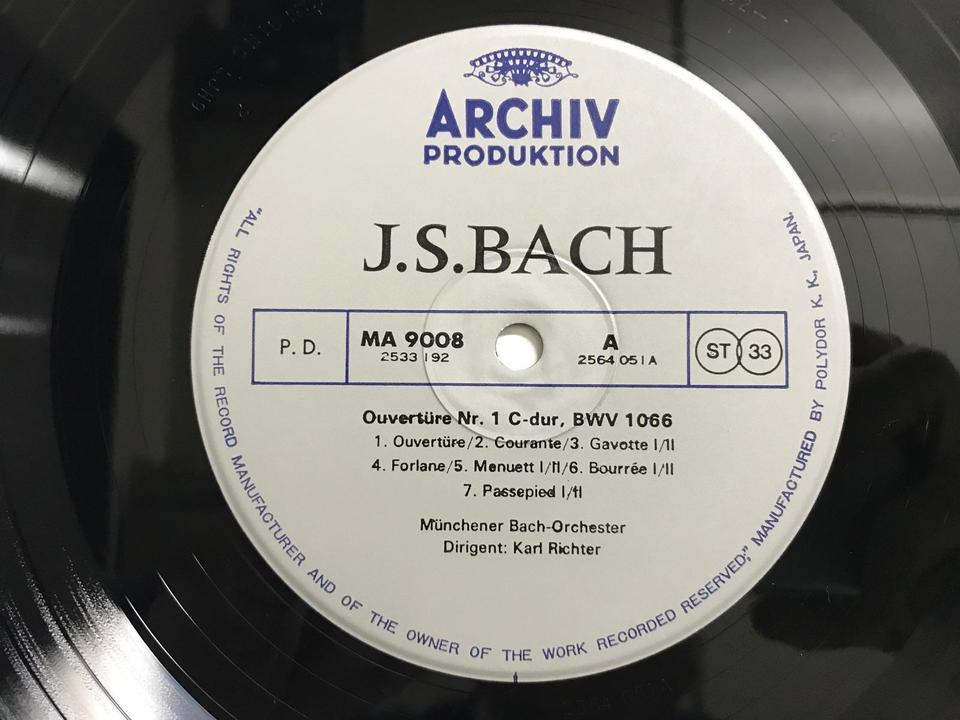 ARCHIV
PRODUKTION
J.S.BACH
P. D.
MA 9008
2533 192
A
2564 051 A
ST 33
Ouvertüre Nr. 1 C-dur, BWV 1066
1. Ouvertüre/2. Courante/3. Gavotte I/II
4. Forlane/5. Menuett I/II/6. Bourrée I/II
7. Passepied I/II
Münchener Bach-Orchester
Dirigent: Karl Richter
"ALL RIGHTS OF THE RECORD MANUFACTURER AND OF THE OWNER OF THE WORK RECORDED RESERVED;" MANUFACTURED BY POLYDOR K. K., JAPAN.